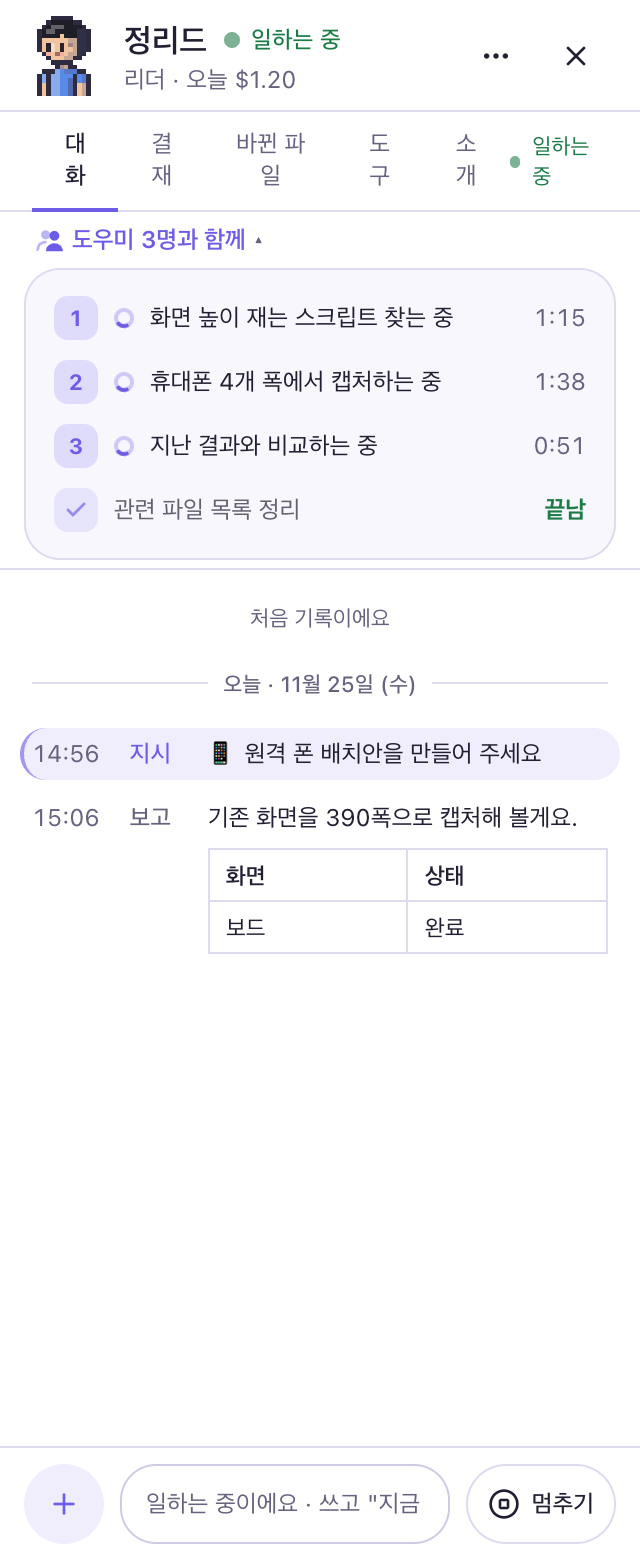 정리드 일하는 중
리더 · 오늘 $1.20
대화
결재
바뀐 파일
도구
소개
일하는 중
도우미 3명과 함께
1 화면 높이 재는 스크립트 찾는 중 1:15
2 휴대폰 4개 폭에서 캡처하는 중 1:38
3 지난 결과와 비교하는 중 0:51
관련 파일 목록 정리 끝남
처음 기록이에요
오늘 · 11월 25일 (수)
14:56 지시 📱 원격 폰 배치안을 만들어 주세요
15:06 보고 기존 화면을 390폭으로 캡처해 볼게요.
화면 상태
보드 완료
일하는 중이에요 · 쓰고 "지금 멈추기